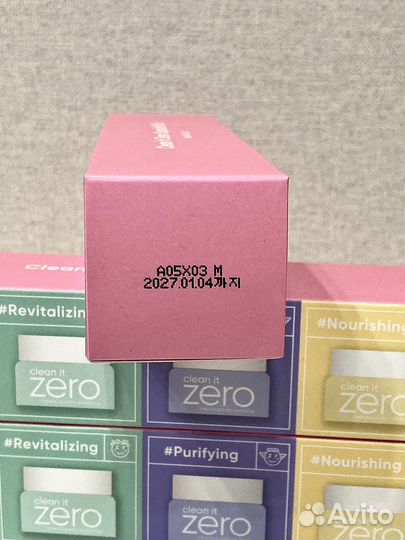 A05X03 M
2027.01.04까지
Clean
#Revitalizing
clean it
zero
clean it
zero
#Nourishing
clean it
zero
#Revitalizing
clean it
zero
#Purifying
clean it
zero
#Nourishing
clean it
zero
Avito